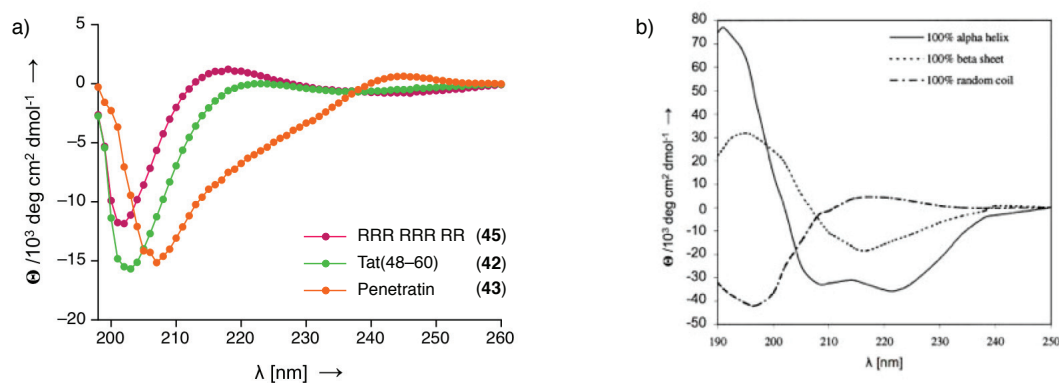 a)
Θ /10³ deg cm² dmol⁻¹ →
5
0
−5
−10
−15
−20
RRR RRR RR (45)
Tat(48–60) (42)
Penetratin (43)
200 210 220 230 240 250 260
λ [nm] →
b)
Θ /10³ deg cm² dmol⁻¹ →
80
70
60
50
40
30
20
10
0
-10
-20
-30
-40
-50
100% alpha helix
100% beta sheet
100% random coil
190 200 210 220 230 240 250
λ [nm] →